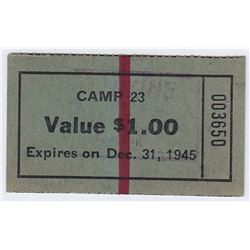 CAMP 23
Value $1.00
Expires on Dec. 31, 1945
003650